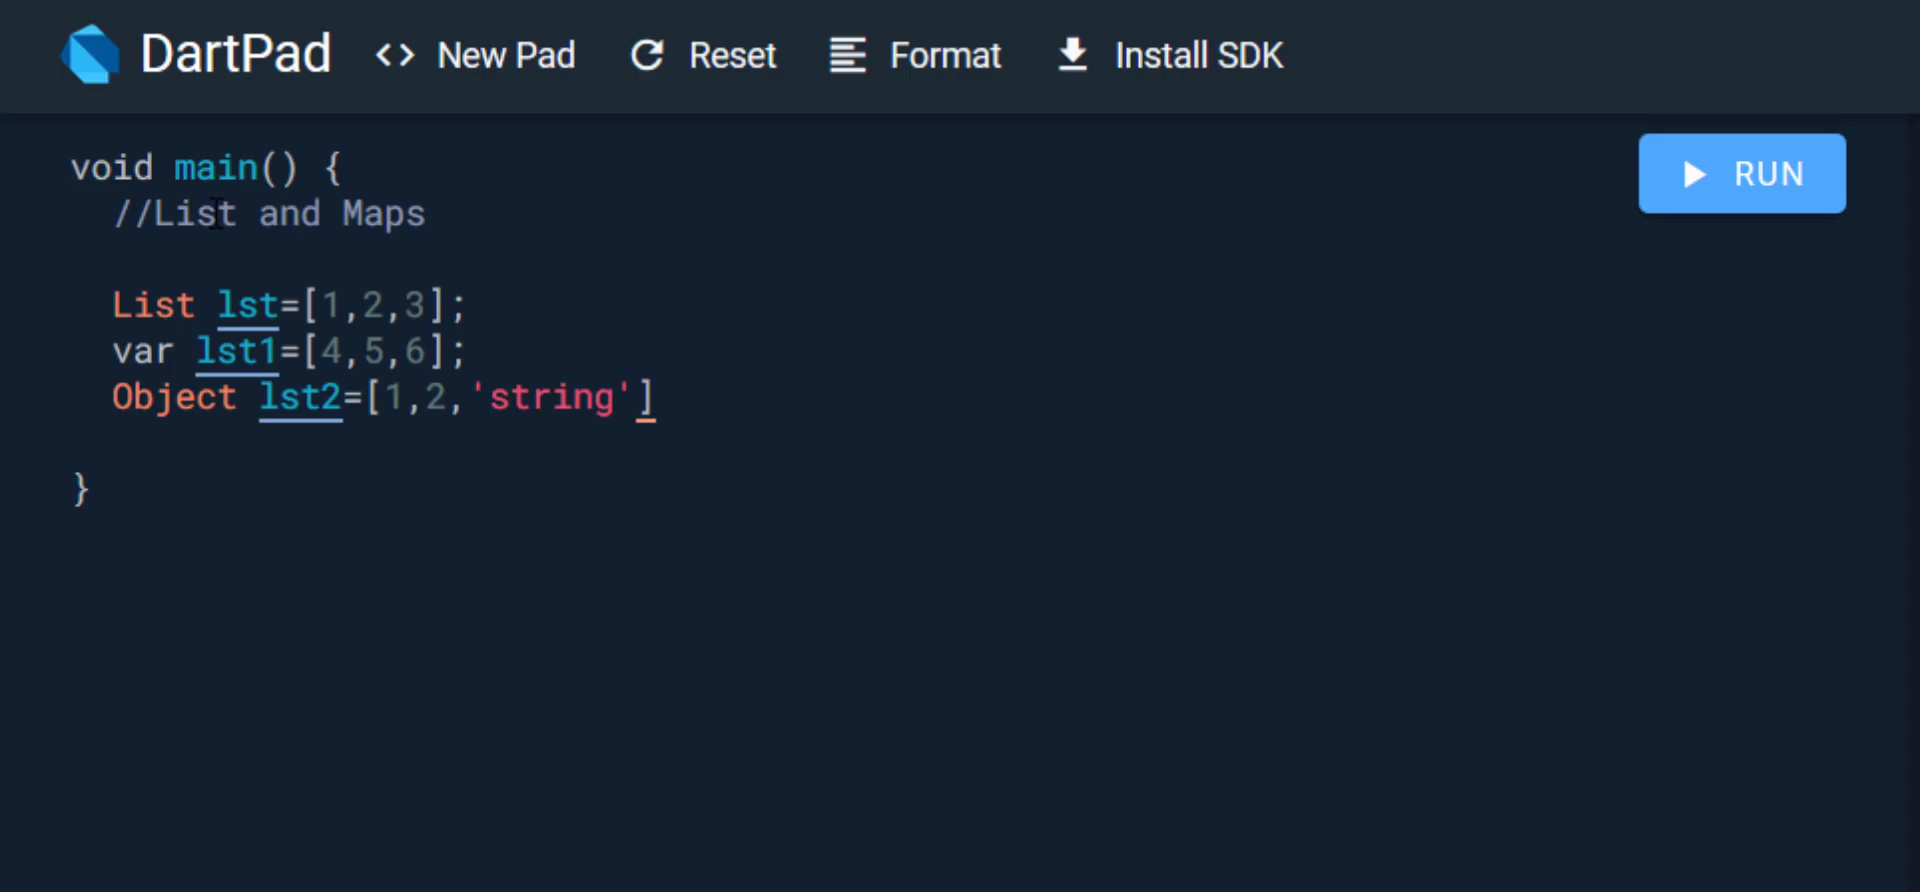 DartPad <> New Pad Reset Format Install SDK
void main() {
  //List and Maps
RUN
  List lst=[1,2,3];
  var lst1=[4,5,6];
  Object lst2=[1,2,'string']
}